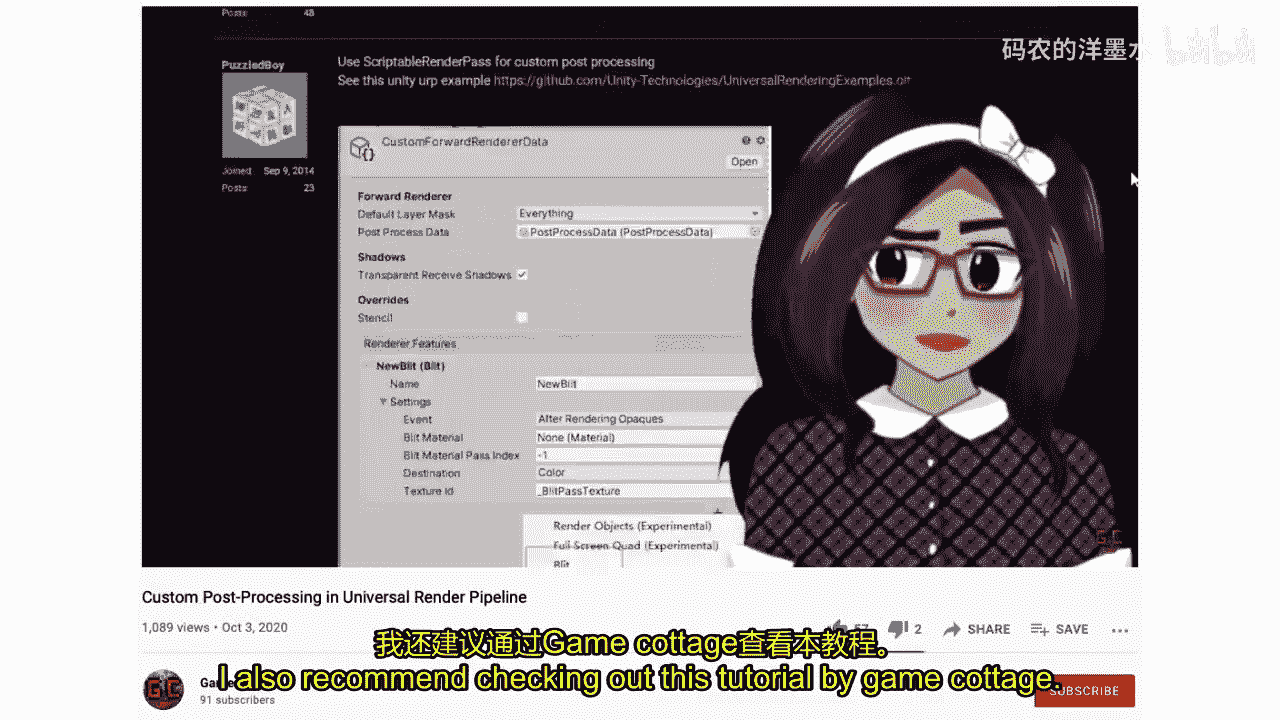 Posts: 48
码农的洋墨水 bilibili
PuzzledBoy
Use ScriptableRenderPass for custom post processing
See this unity urp example https://github.com/Unity-Technologies/UniversalRenderingExamples.git
Joined: Sep 9, 2014
Posts: 23
CustomForwardRendererData
Open
Forward Renderer
Default Layer Mask Everything
Post Process Data PostProcessData (PostProcessData)
Shadows
Transparent Receive Shadows
Overrides
Stencil
Renderer Features
NewBlit (Blit)
Name NewBlit
Settings
Event After Rendering Opaques
Blit Material None (Material)
Blit Material Pass Index -1
Destination Color
Texture Id _BlitPassTexture
Render Objects (Experimental)
Full Screen Quad (Experimental)
Blit
GC
Custom Post-Processing in Universal Render Pipeline
1,089 views • Oct 3, 2020
57 2 SHARE SAVE
我还建议通过Game cottage查看本教程。
I also recommend checking out this tutorial by game cottage.
GC
91 subscribers
SUBSCRIBE